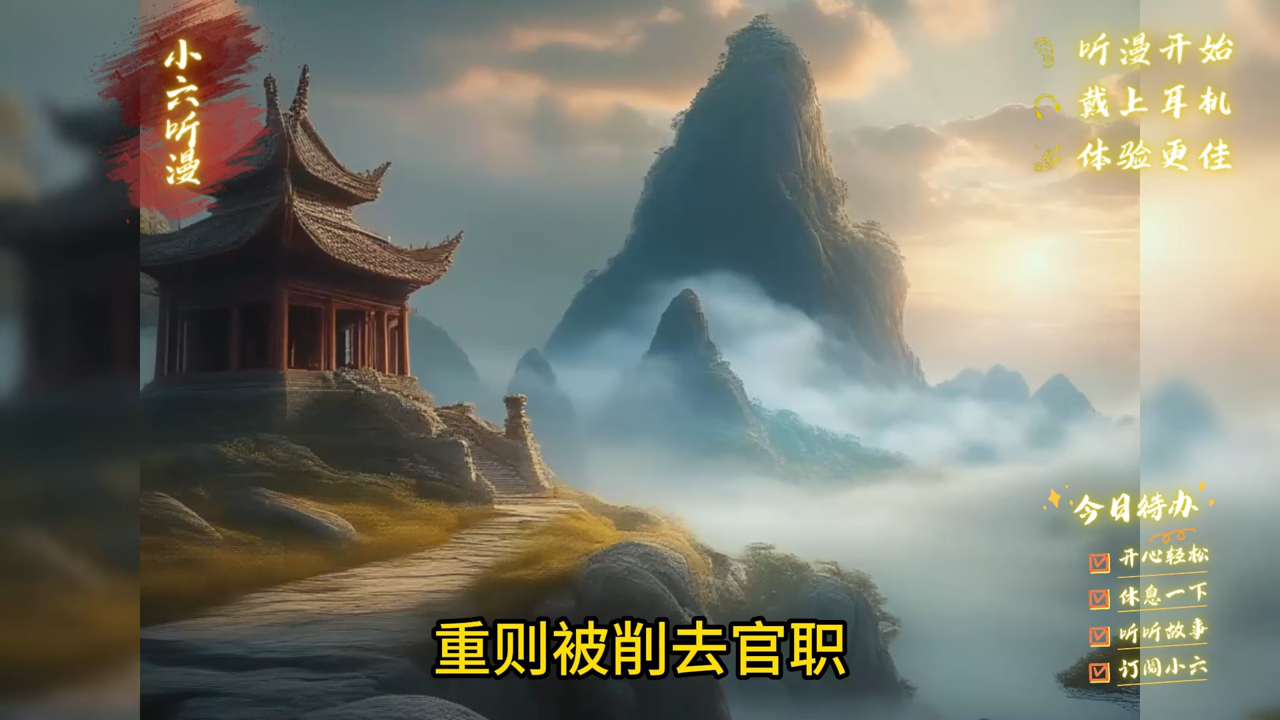 小六听漫
听漫开始
戴上耳机
体验更佳
今日待办
开心轻松
休息一下
听听故事
订阅小六
重则被削去官职